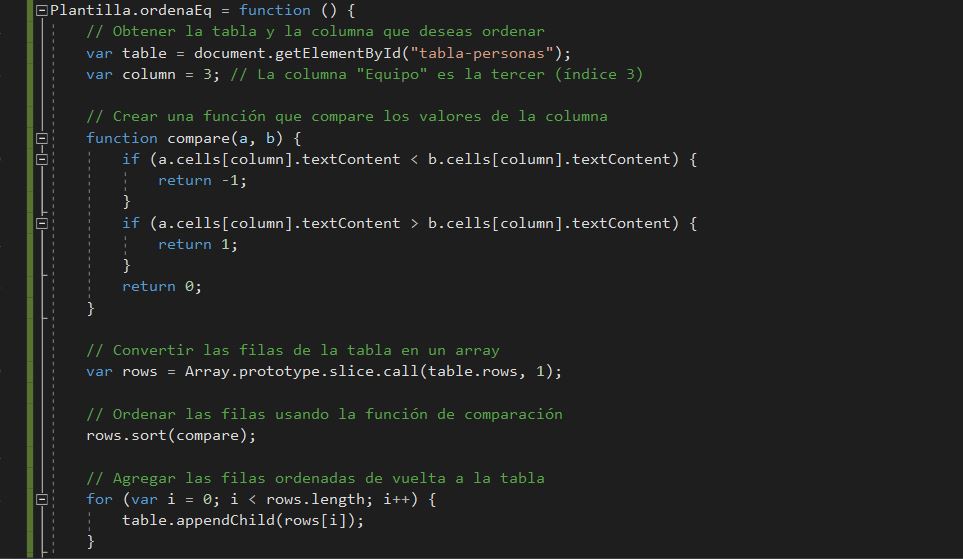 Plantilla.ordenaEq = function () {
    // Obtener la tabla y la columna que deseas ordenar
    var table = document.getElementById("tabla-personas");
    var column = 3; // La columna "Equipo" es la tercer (índice 3)

    // Crear una función que compare los valores de la columna
    function compare(a, b) {
        if (a.cells[column].textContent < b.cells[column].textContent) {
            return -1;
        }
        if (a.cells[column].textContent > b.cells[column].textContent) {
            return 1;
        }
        return 0;
    }

    // Convertir las filas de la tabla en un array
    var rows = Array.prototype.slice.call(table.rows, 1);

    // Ordenar las filas usando la función de comparación
    rows.sort(compare);

    // Agregar las filas ordenadas de vuelta a la tabla
    for (var i = 0; i < rows.length; i++) {
        table.appendChild(rows[i]);
    }